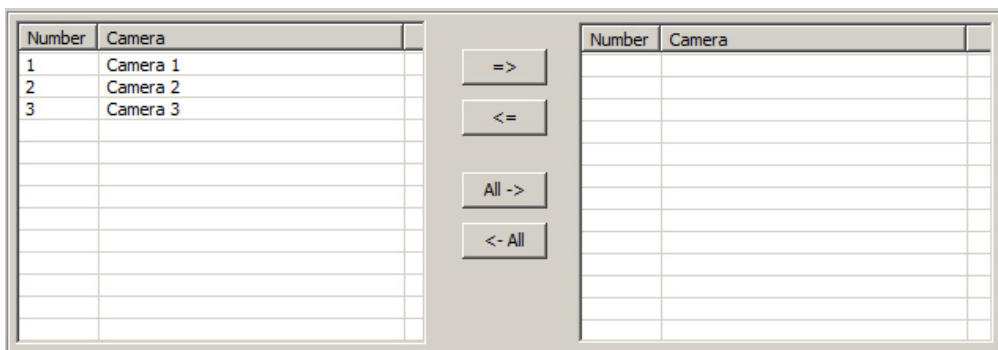 Number Camera
1 Camera 1
2 Camera 2
3 Camera 3
=>
<=
All ->
<- All
Number Camera